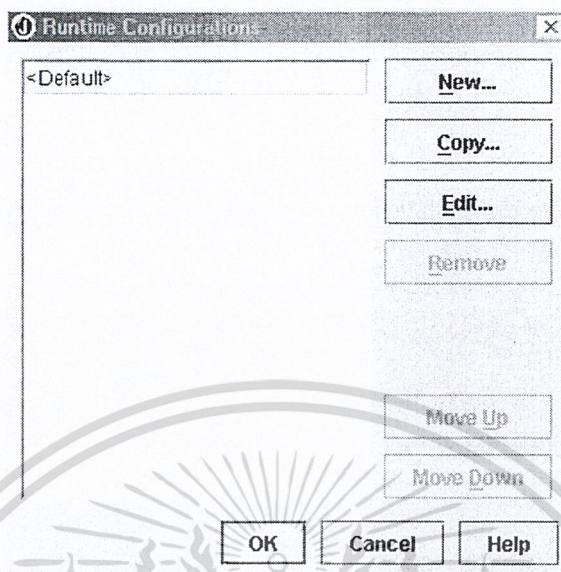 Runtime Configurations
<Default>
New...
Copy...
Edit...
Remove
Move Up
Move Down
OK
Cancel
Help